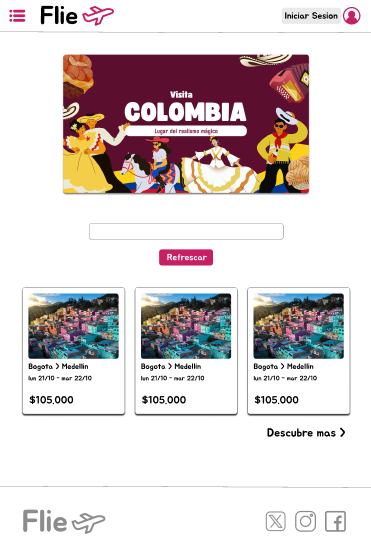 Flie
Iniciar Sesion
Visita
COLOMBIA
Lugar del realismo mágico
Refrescar
Bogota > Medellin
lun 21/10 - mar 22/10
$105,000
Bogota > Medellin
lun 21/10 - mar 22/10
$105,000
Bogota > Medellin
lun 21/10 - mar 22/10
$105,000
Descubre mas >
Flie